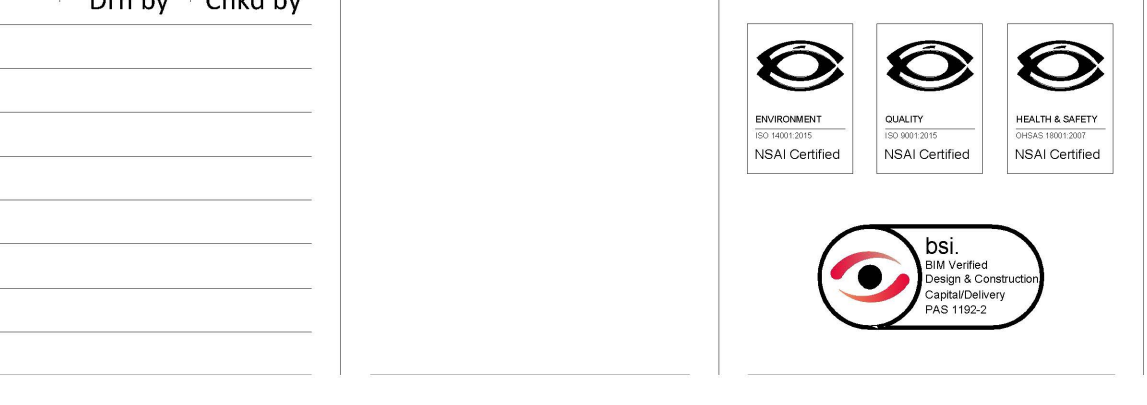 Drn by Chkd by
ENVIRONMENT
ISO 14001:2015
NSAI Certified
QUALITY
ISO 9001:2015
NSAI Certified
HEALTH & SAFETY
OHSAS 18001:2007
NSAI Certified
bsi.
BIM Verified
Design & Construction
Capital/Delivery
PAS 1192-2